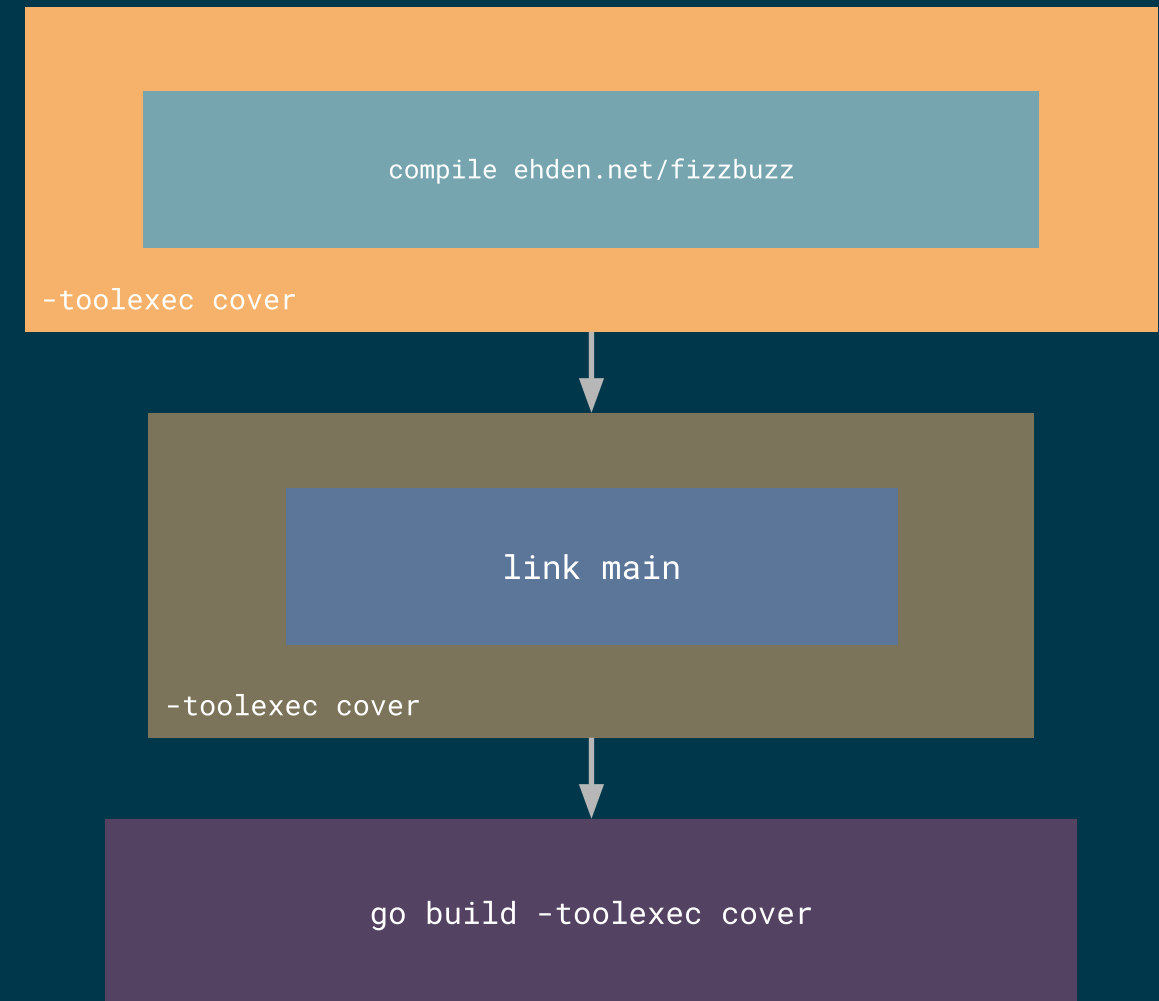 compile ehden.net/fizzbuzz
-toolexec cover
link main
-toolexec cover
go build -toolexec cover